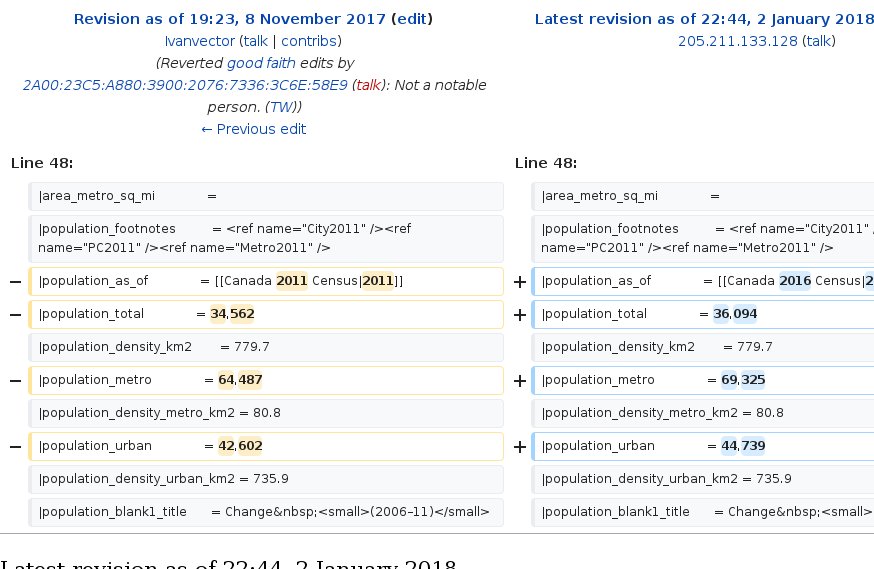 Revision as of 19:23, 8 November 2017 (edit)
Ivanvector (talk | contribs)
(Reverted good faith edits by
2A00:23C5:A880:3900:2076:7336:3C6E:58E9 (talk): Not a notable
person. (TW))
← Previous edit
Latest revision as of 22:44, 2 January 2018
205.211.133.128 (talk)
Line 48:
Line 48:
|area_metro_sq_mi =
|area_metro_sq_mi =
|population_footnotes = <ref name="City2011" /><ref
name="PC2011" /><ref name="Metro2011" />
|population_footnotes = <ref name="City2011" />
name="PC2011" /><ref name="Metro2011" />
− |population_as_of = [[Canada 2011 Census|2011]]
+ |population_as_of = [[Canada 2016 Census|2
− |population_total = 34,562
+ |population_total = 36,094
|population_density_km2 = 779.7
|population_density_km2 = 779.7
− |population_metro = 64,487
+ |population_metro = 69,325
|population_density_metro_km2 = 80.8
|population_density_metro_km2 = 80.8
− |population_urban = 42,602
+ |population_urban = 44,739
|population_density_urban_km2 = 735.9
|population_density_urban_km2 = 735.9
|population_blank1_title = Change&nbsp;<small>(2006–11)</small>
|population_blank1_title = Change&nbsp;<small>
Latest revision as of 22:44, 2 January 2018